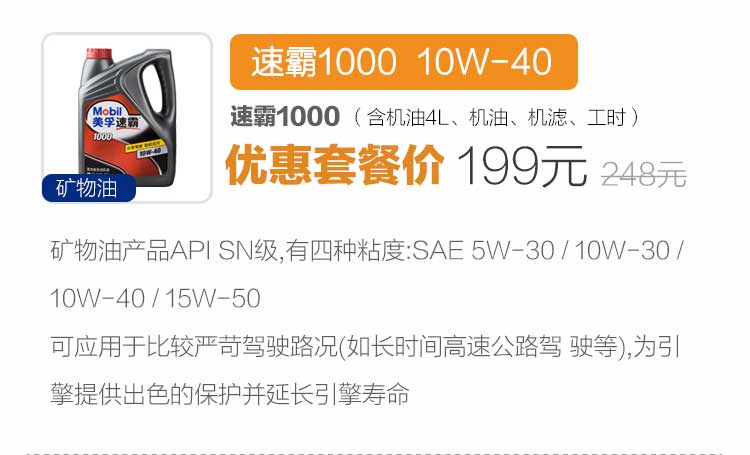 速霸1000 10W-40
速霸1000（含机油4L、机油、机滤、工时）
优惠套餐价 199元 248元
Mobil
美孚速霸
1000
10W-40
矿物油
矿物油产品API SN级,有四种粘度:SAE 5W-30 / 10W-30 /
10W-40 / 15W-50
可应用于比较严苛驾驶路况(如长时间高速公路驾 驶等),为引
擎提供出色的保护并延长引擎寿命